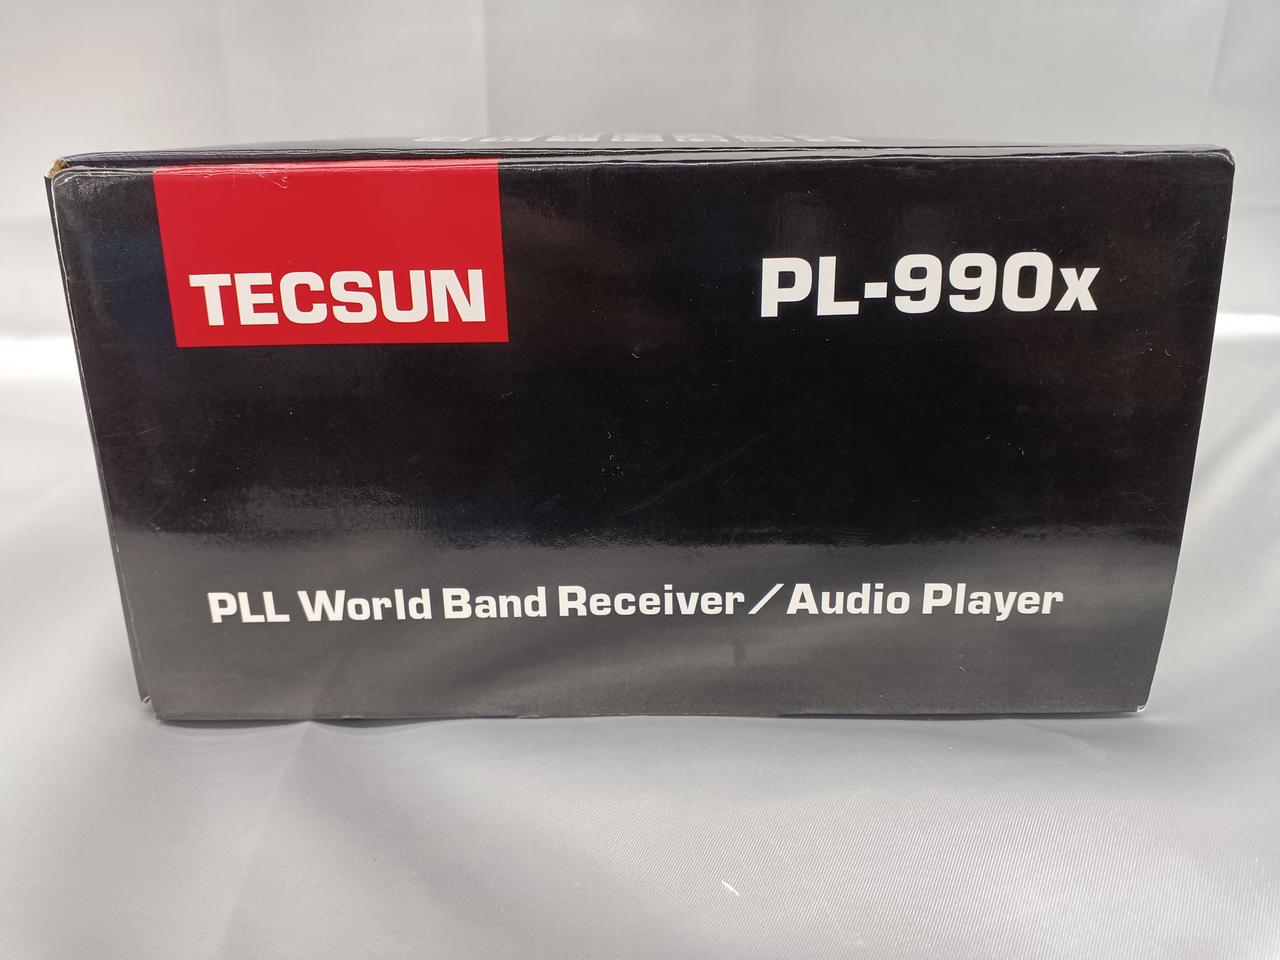 TECSUN
PL-990x
PLL World Band Receiver/Audio Player